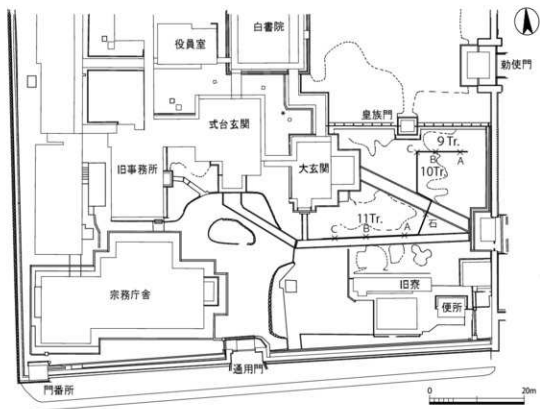 白書院
役員室
勅使門
皇族門
式台玄関
9Tr.
C
B
A
10Tr.
旧事務所
大玄関
11Tr.
石
C
B
A
旧寮
宗務庁舎
便所
通用門
門番所
0
20m